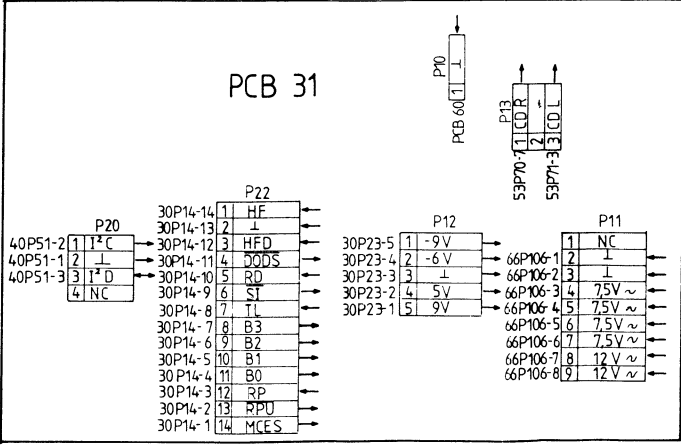 PCB 31
P10
1 ⊥
PCB 60
P13
1 CD R
2
3 CD L
53P70-7
53P71-3
P20
40P51-2 1 I²C
40P51-1 2 ⊥
40P51-3 3 I²D
4 NC
P22
30P14-14 1 HF
30P14-13 2 ⊥
30P14-12 3 HFD
30P14-11 4 DODS
30P14-10 5 RD
30P14-9 6 SI
30P14-8 7 TL
30P14-7 8 B3
30P14-6 9 B2
30P14-5 10 B1
30P14-4 11 B0
30P14-3 12 RP
30P14-2 13 RPU
30P14-1 14 MCES
P12
30P23-5 1 -9V
30P23-4 2 -6V
30P23-3 3 ⊥
30P23-2 4 5V
30P23-1 5 9V
P11
1 NC
66P106-1 2 ⊥
66P106-2 3 ⊥
66P106-3 4 7,5V ~
66P106-4 5 7,5V ~
66P106-5 6 7,5V ~
66P106-6 7 7,5V ~
66P106-7 8 12V ~
66P106-8 9 12V ~